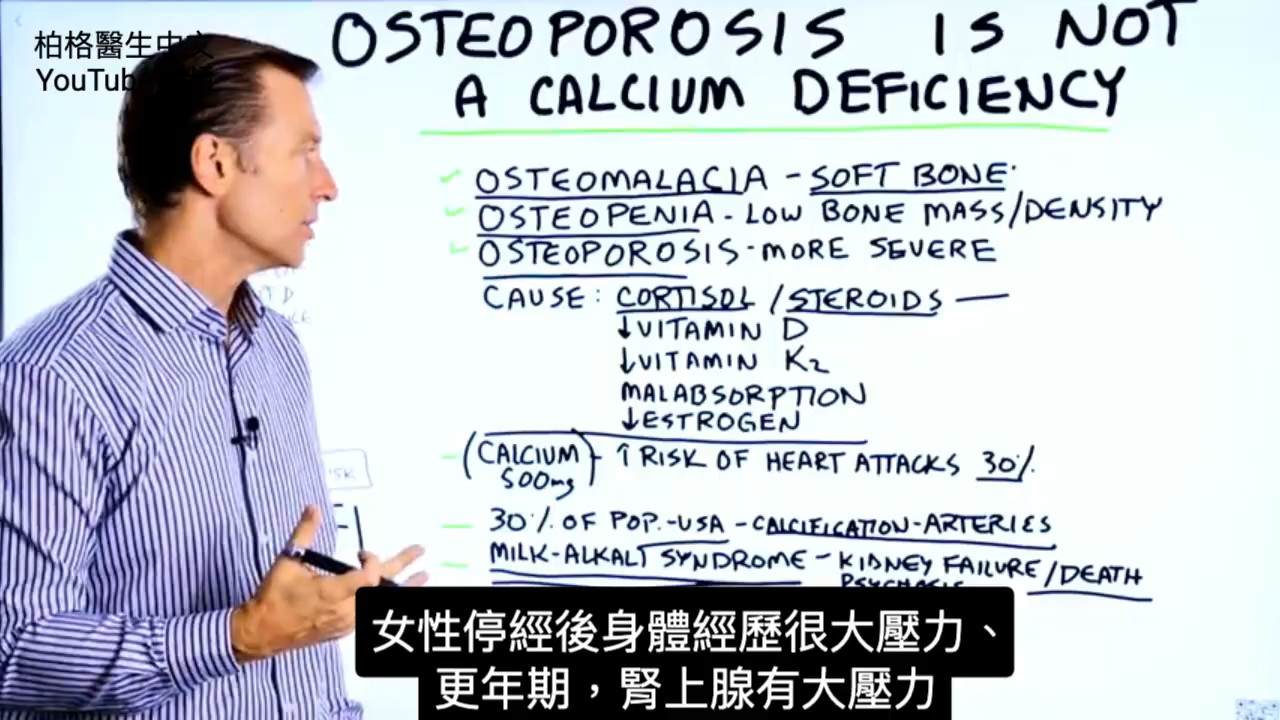 柏格醫生中文
YouTub
OSTEOPOROSIS IS NOT
A CALCIUM DEFICIENCY
OSTEOMALACIA - SOFT BONE
OSTEOPENIA - LOW BONE MASS/DENSITY
OSTEOPOROSIS - MORE SEVERE
CAUSE: CORTISOL / STEROIDS —
↓VITAMIN D
↓VITAMIN K2
MALABSORPTION
↓ESTROGEN
(CALCIUM 500mg) - ↑ RISK OF HEART ATTACKS 30%
30% OF POP.-USA - CALCIFICATION-ARTERIES
MILK-ALKALI SYNDROME - KIDNEY FAILURE/DEATH
女性停經後身體經歷很大壓力、
更年期，腎上腺有大壓力